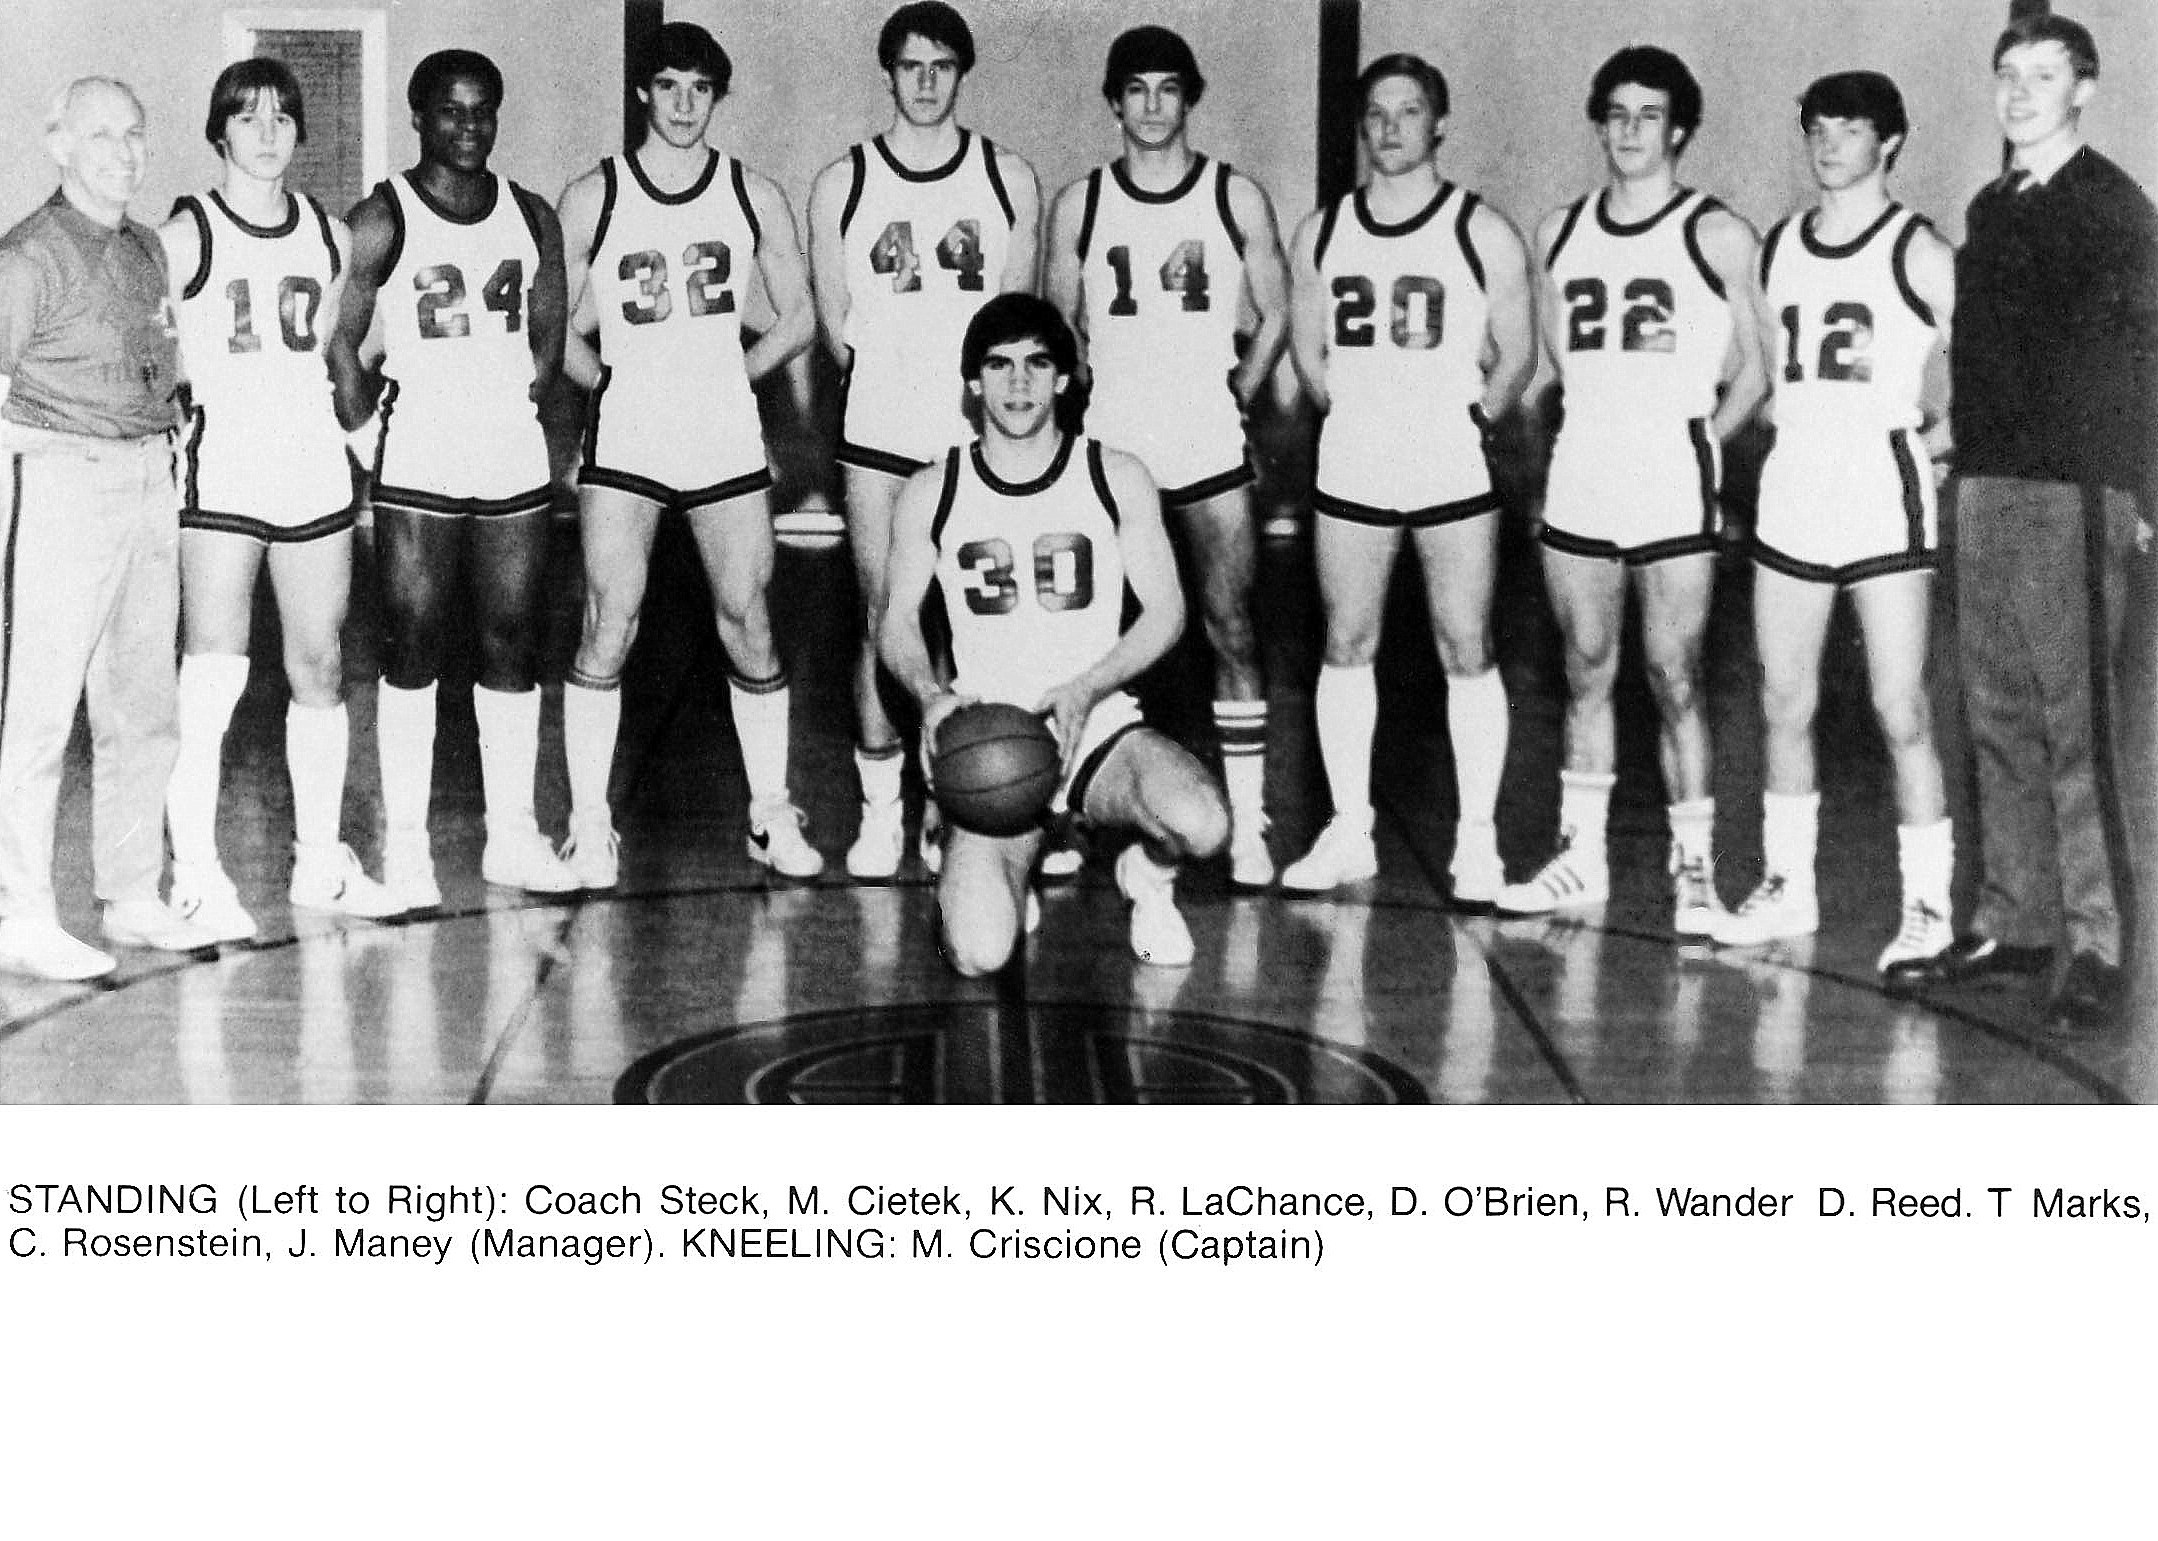 10 24 32 44 14 20 22 12
30
STANDING (Left to Right): Coach Steck, M. Cietek, K. Nix, R. LaChance, D. O'Brien, R. Wander D. Reed. T Marks,
C. Rosenstein, J. Maney (Manager). KNEELING: M. Criscione (Captain)